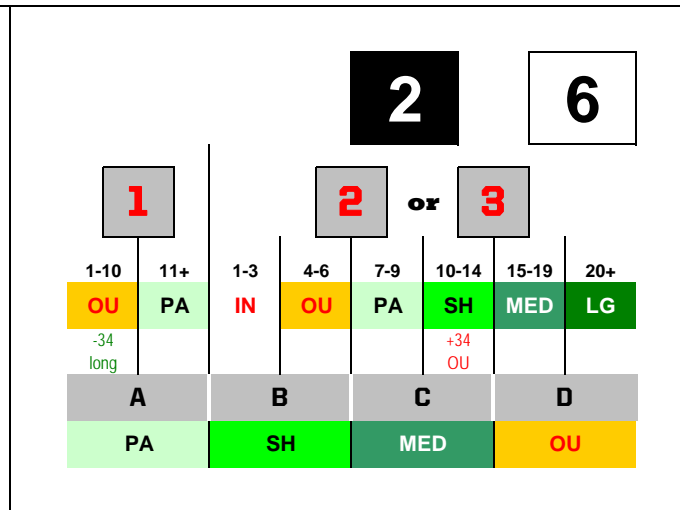 2 6
1 2 or 3
1-10 11+ 1-3 4-6 7-9 10-14 15-19 20+
OU PA IN OU PA SH MED LG
-34 +34
long OU
A B C D
PA SH MED OU